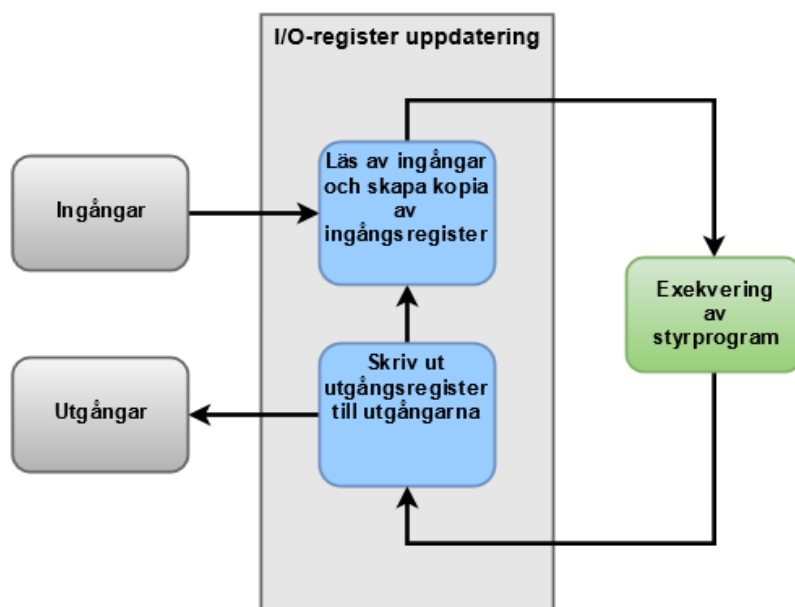 I/O-register uppdatering
Läs av ingångar
och skapa kopia
av
ingångsregister
Ingångar
Exekvering
av
styrprogram
Skriv ut
utgångsregister
till utgångarna
Utgångar